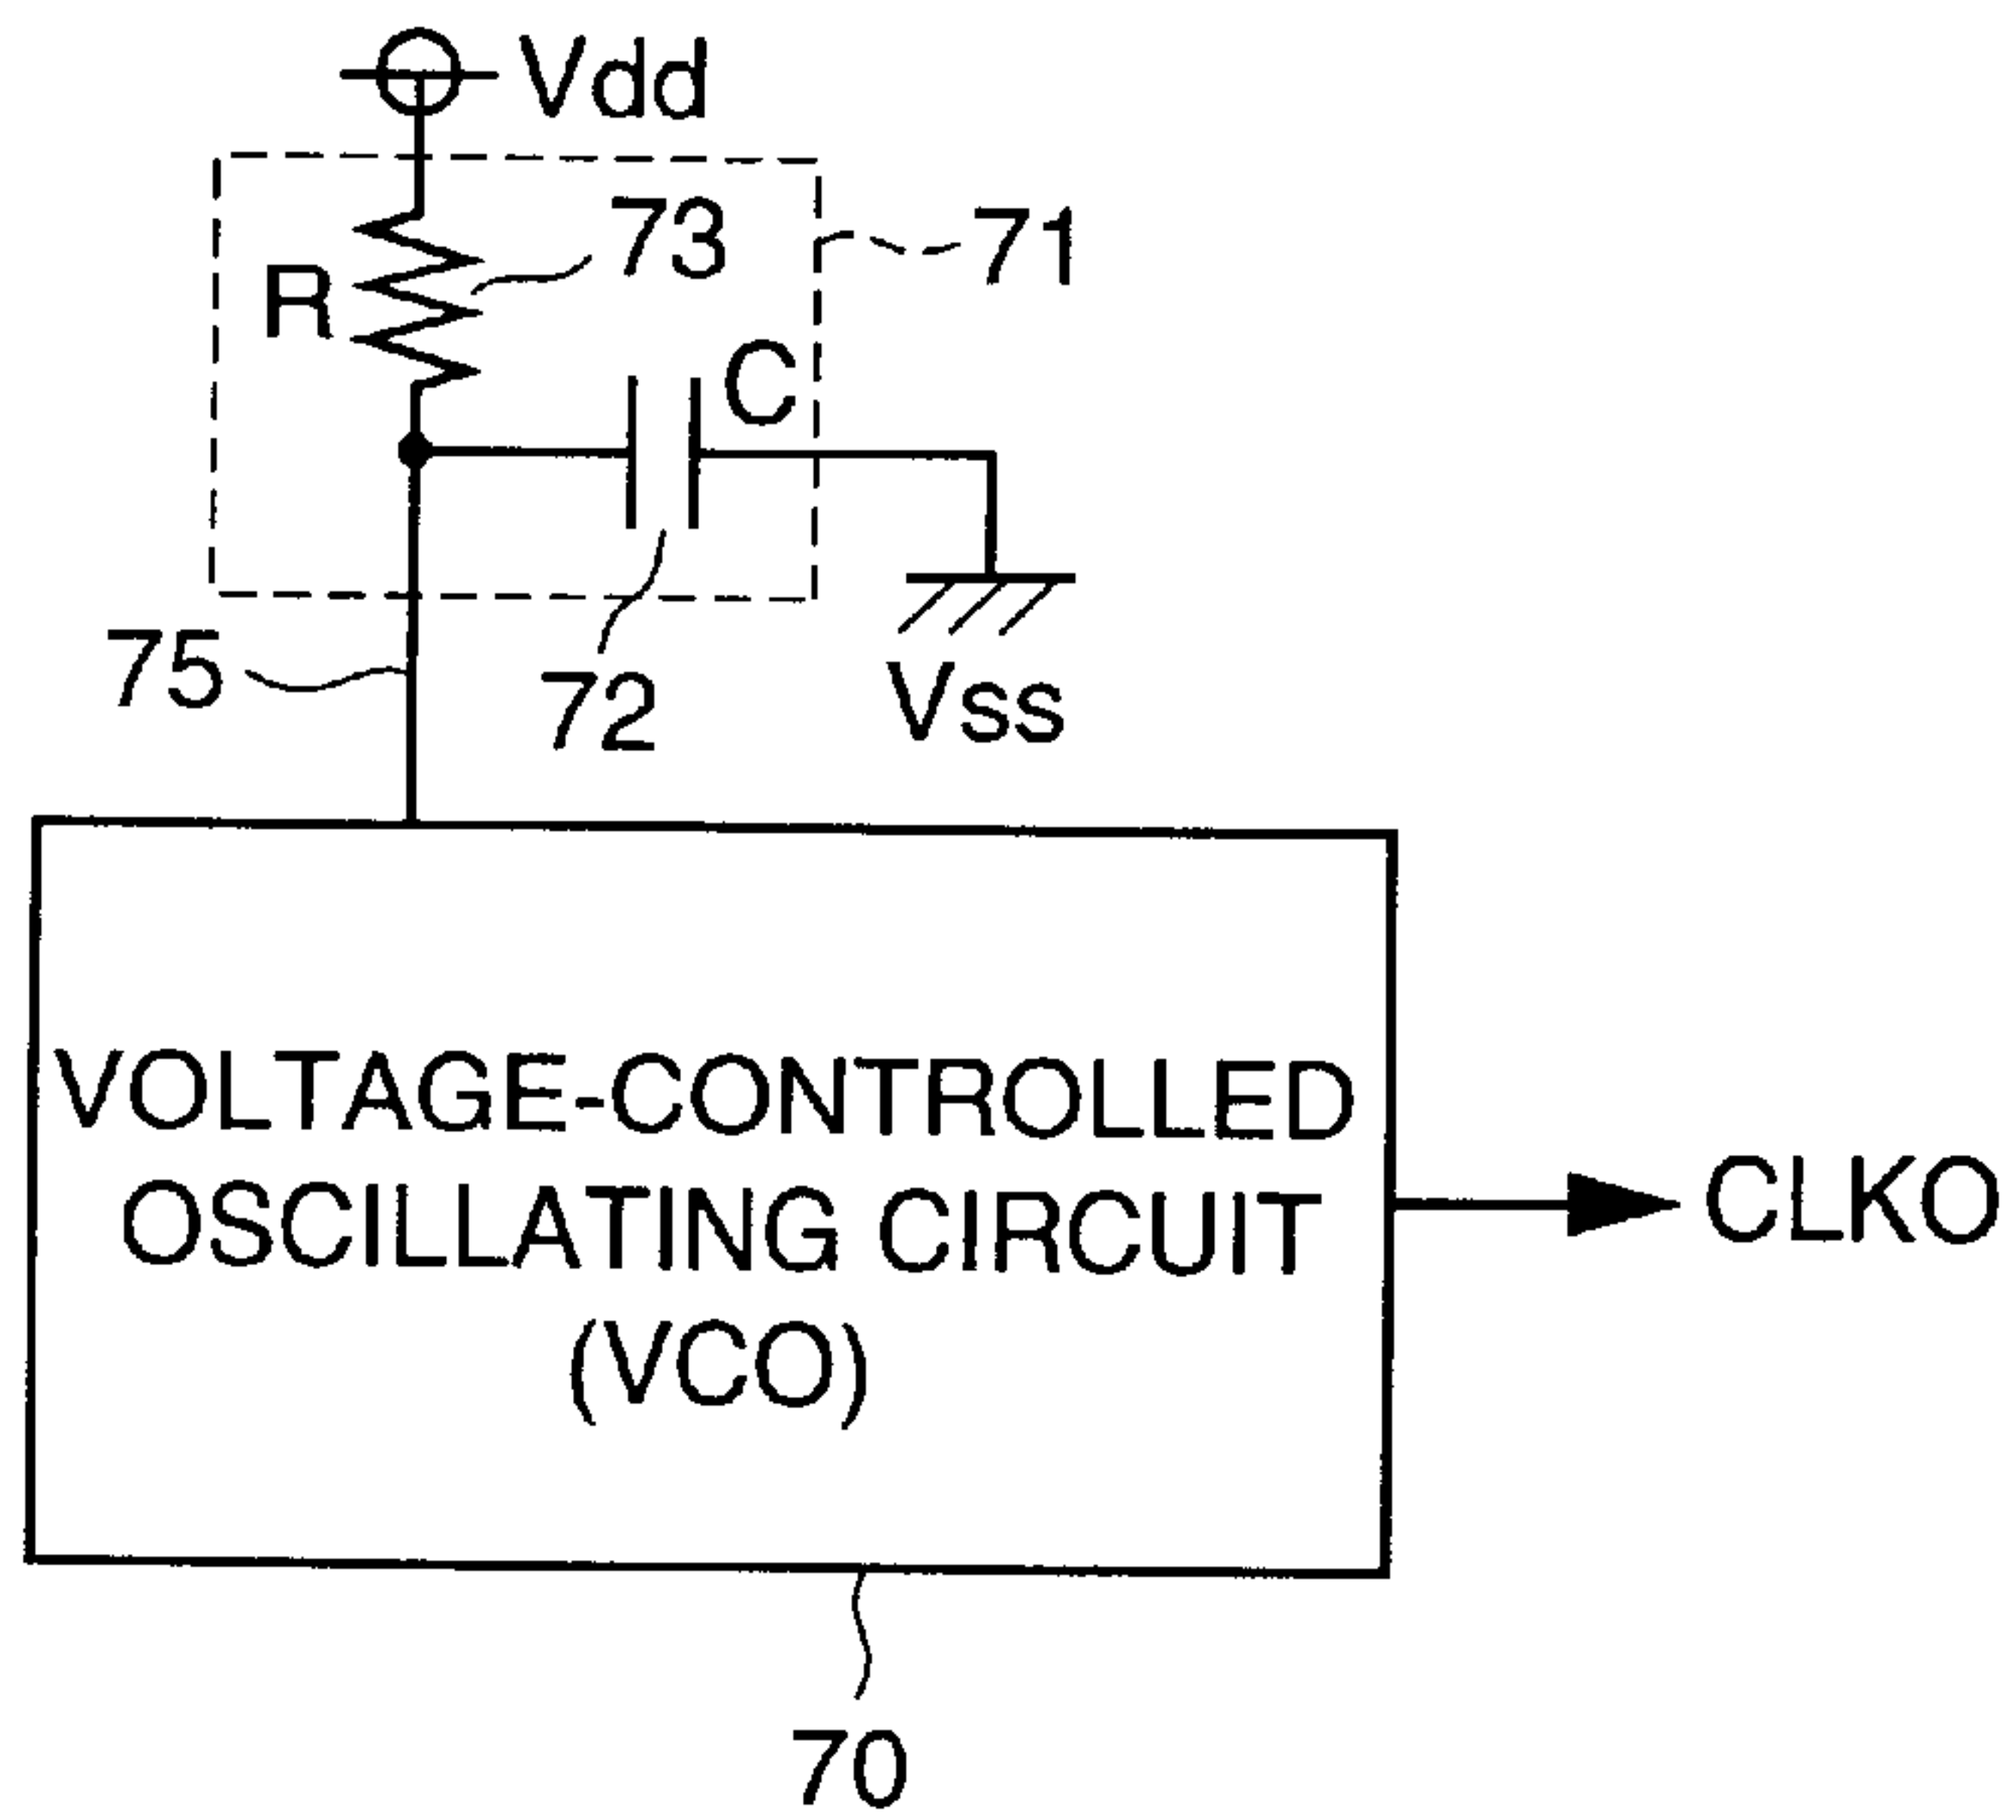 Vdd
73
71
R
C
75
72
Vss
VOLTAGE-CONTROLLED
OSCILLATING CIRCUIT
(VCO)
CLKO
70